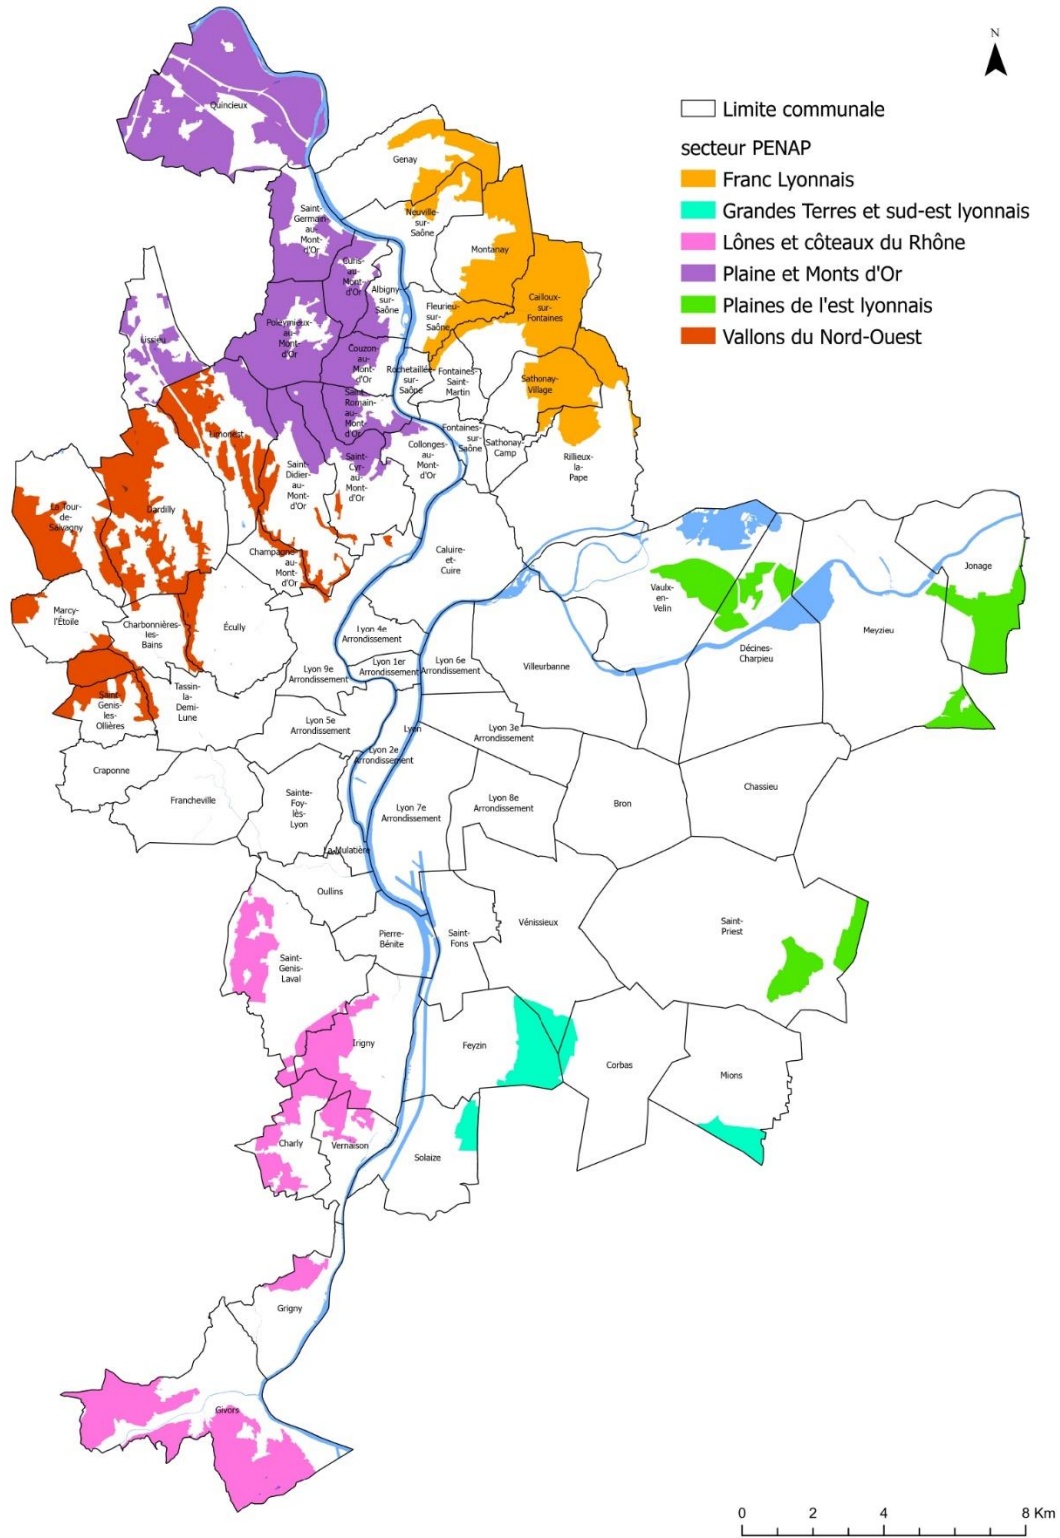 N
Limite communale
secteur PENAP
Franc Lyonnais
Grandes Terres et sud-est lyonnais
Lônes et côteaux du Rhône
Plaine et Monts d'Or
Plaines de l'est lyonnais
Vallons du Nord-Ouest
Quincieux
Genay
Saint-
Germain-
au-
Mont-
d'Or
Neuville-
sur-
Saône
Montanay
Curis-
au-
Mont-
d'Or
Albigny-
sur-
Saône
Fleurieu-
sur-
Saône
Cailloux-
sur-
Fontaines
Poleymieux-
au-
Mont-
d'Or
Lissieu
Couzon-
au-
Mont-
d'Or
Rochetaillée-
sur-
Saône
Fontaines-
Saint-
Martin
Sathonay-
Village
Saint-
Romain-
au-
Mont-
d'Or
Limonest
Fontaines-
sur-
Saône
Sathonay-
Camp
Collonges-
au-
Mont-
d'Or
Rillieux-
la-
Pape
Saint-
Didier-
au-
Mont-
d'Or
Saint-
Cyr-
au-
Mont-
d'Or
La Tour-
de-
Salvagny
Dardilly
Champagne-
au-
Mont-
d'Or
Caluire-
et-
Cuire
Jonage
Vaulx-
en-
Velin
Marcy-
l'Étoile
Charbonnières-
les-
Bains
Écully
Meyzieu
Lyon 4e
Arrondissement
Décines-
Charpieu
Lyon 9e
Arrondissement
Lyon 1er
Arrondissement
Lyon 6e
Arrondissement
Villeurbanne
Saint-
Genis-
les-
Ollières
Tassin-
la-
Demi-
Lune
Lyon 5e
Arrondissement
Lyon
Lyon 3e
Arrondissement
Lyon 2e
Arrondissement
Craponne
Francheville
Sainte-
Foy-
lès-
Lyon
Lyon 7e
Arrondissement
Lyon 8e
Arrondissement
Bron
Chassieu
La Mulatière
Oullins
Pierre-
Bénite
Saint-
Fons
Vénissieux
Saint-
Priest
Saint-
Genis-
Laval
Irigny
Feyzin
Corbas
Mions
Charly
Vernaison
Solaize
Grigny
Givors
0 2 4 8 Km